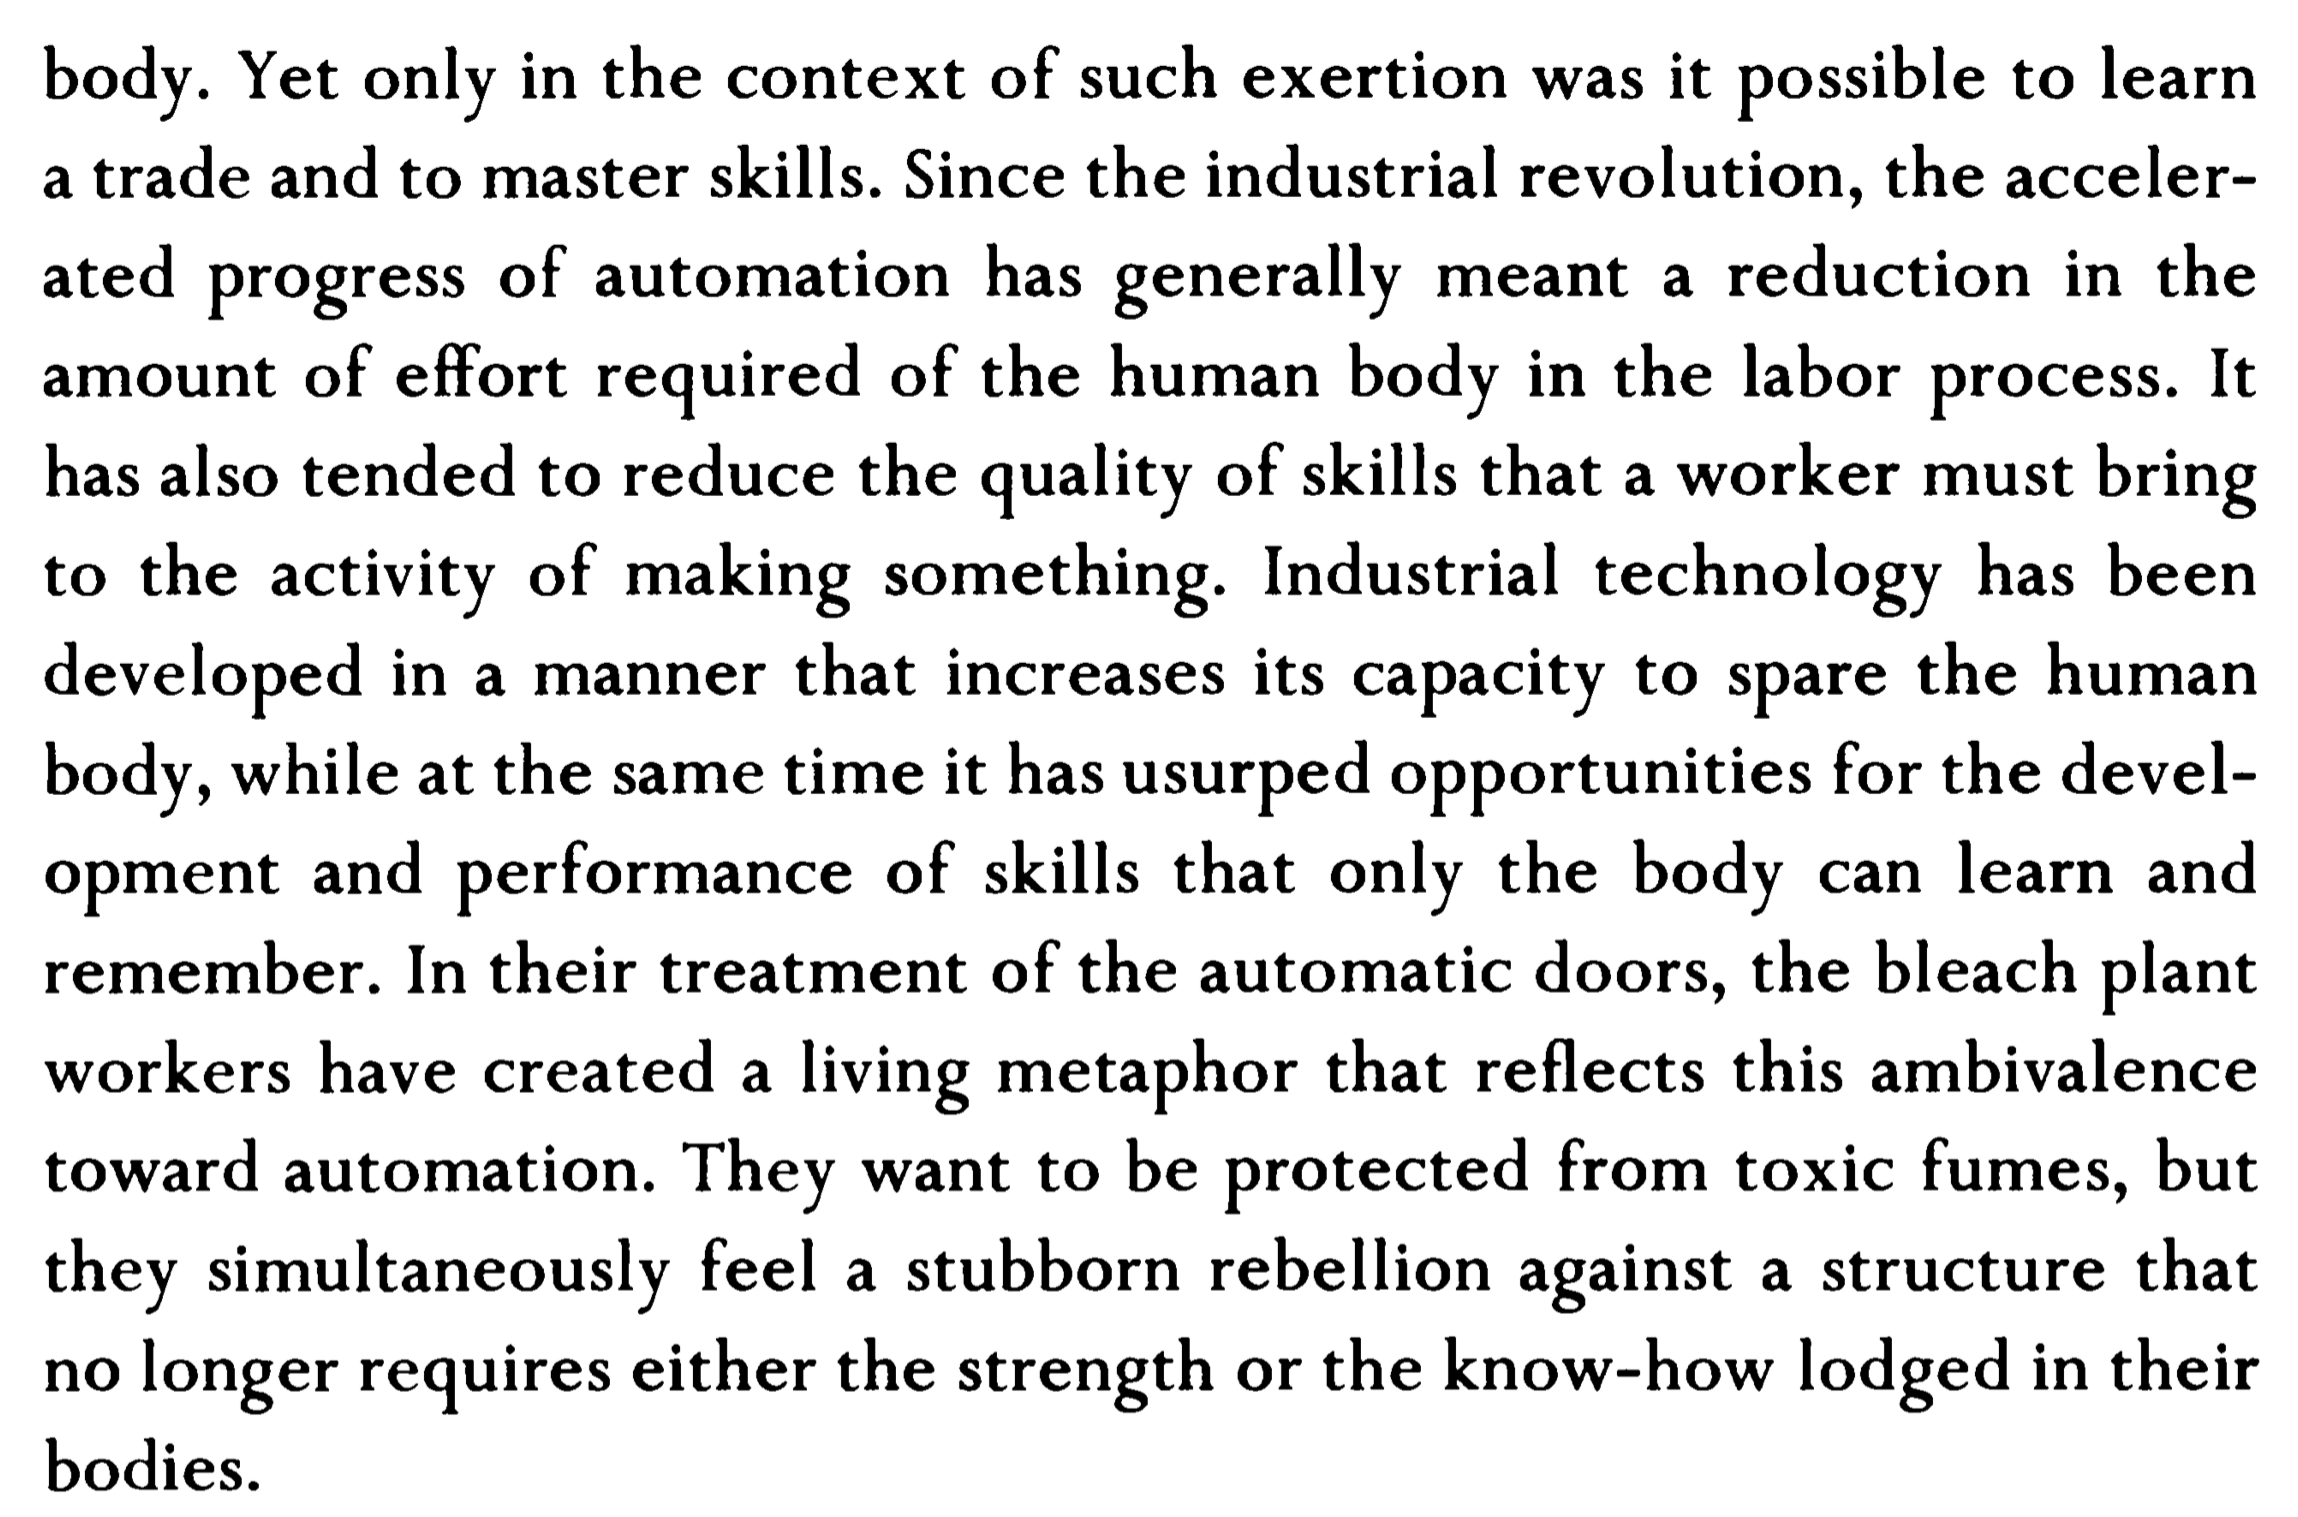 body. Yet only in the context of such exertion was it possible to learn
a trade and to master skills. Since the industrial revolution, the acceler-
ated progress of automation has generally meant a reduction in the
amount of effort required of the human body in the labor process. It
has also tended to reduce the quality of skills that a worker must bring
to the activity of making something. Industrial technology has been
developed in a manner that increases its capacity to spare the human
body, while at the same time it has usurped opportunities for the devel-
opment and performance of skills that only the body can learn and
remember. In their treatment of the automatic doors, the bleach plant
workers have created a living metaphor that reflects this ambivalence
toward automation. They want to be protected from toxic fumes, but
they simultaneously feel a stubborn rebellion against a structure that
no longer requires either the strength or the know-how lodged in their
bodies.